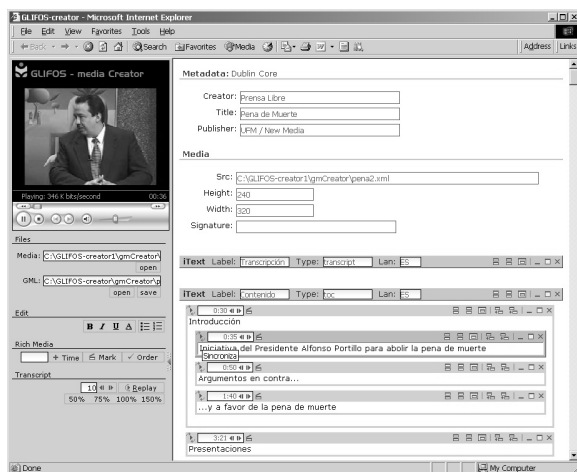 GLIFOS-creator - Microsoft Internet Explorer
File Edit View Favorites Tools Help
Back Search Favorites Media Address Links
GLIFOS - media Creator
Playing: 346 K bits/second 00:36
Files
Media: C:\GLIFOS-creator1\gmCreator\
open
GML: C:\GLIFOS-creator\gmCreator\p
open save
Edit
B I U A
Rich Media
+ Time Mark Order
Transcript
10 Replay
50% 75% 100% 150%
Metadata: Dublin Core
Creator: Prensa Libre
Title: Pena de Muerte
Publisher: UFM / New Media
Media
Src: C:\GLIFOS-creator1\gmCreator\pena2.xml
Height: 240
Width: 320
Signature:
iText Label: Transcripción Type: transcript Lan: ES
iText Label: Contenido Type: toc Lan: ES
0:30
Introducción
0:35
Iniciativa del Presidente Alfonso Portillo para abolir la pena de muerte
Sincroniza
0:50
Argumentos en contra...
1:40
...y a favor de la pena de muerte
3:21
Presentaciones
Done My Computer